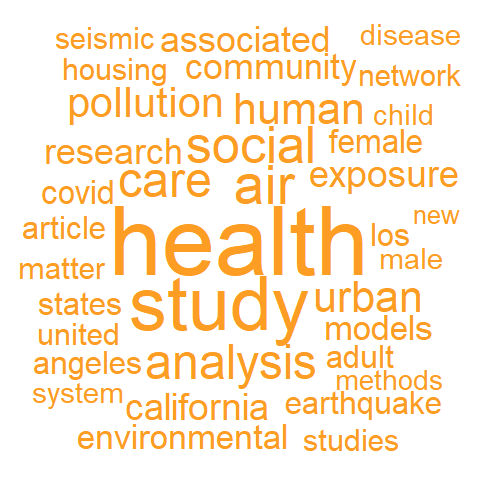 seismic associated disease
housing community network
pollution human child
research social female
covid care air exposure
article health los new
matter male
states study urban
united models
angeles analysis adult
system methods
california earthquake
environmental studies